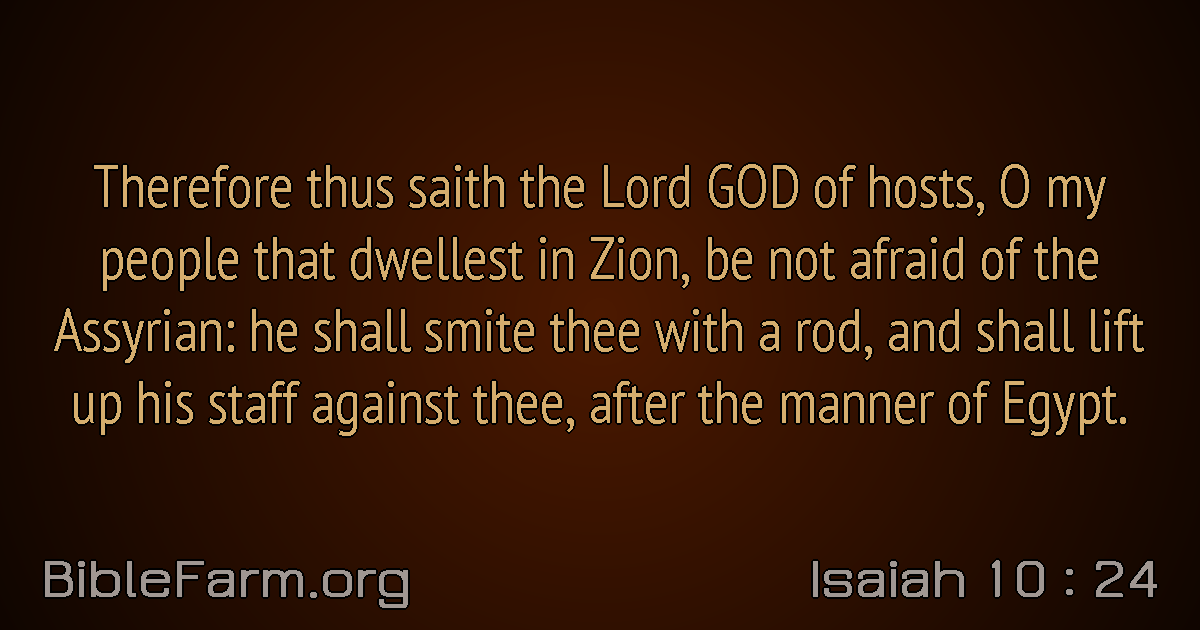 Therefore thus saith the Lord GOD of hosts, O my
people that dwellest in Zion, be not afraid of the
Assyrian: he shall smite thee with a rod, and shall lift
up his staff against thee, after the manner of Egypt.
BibleFarm.org
Isaiah 10 : 24